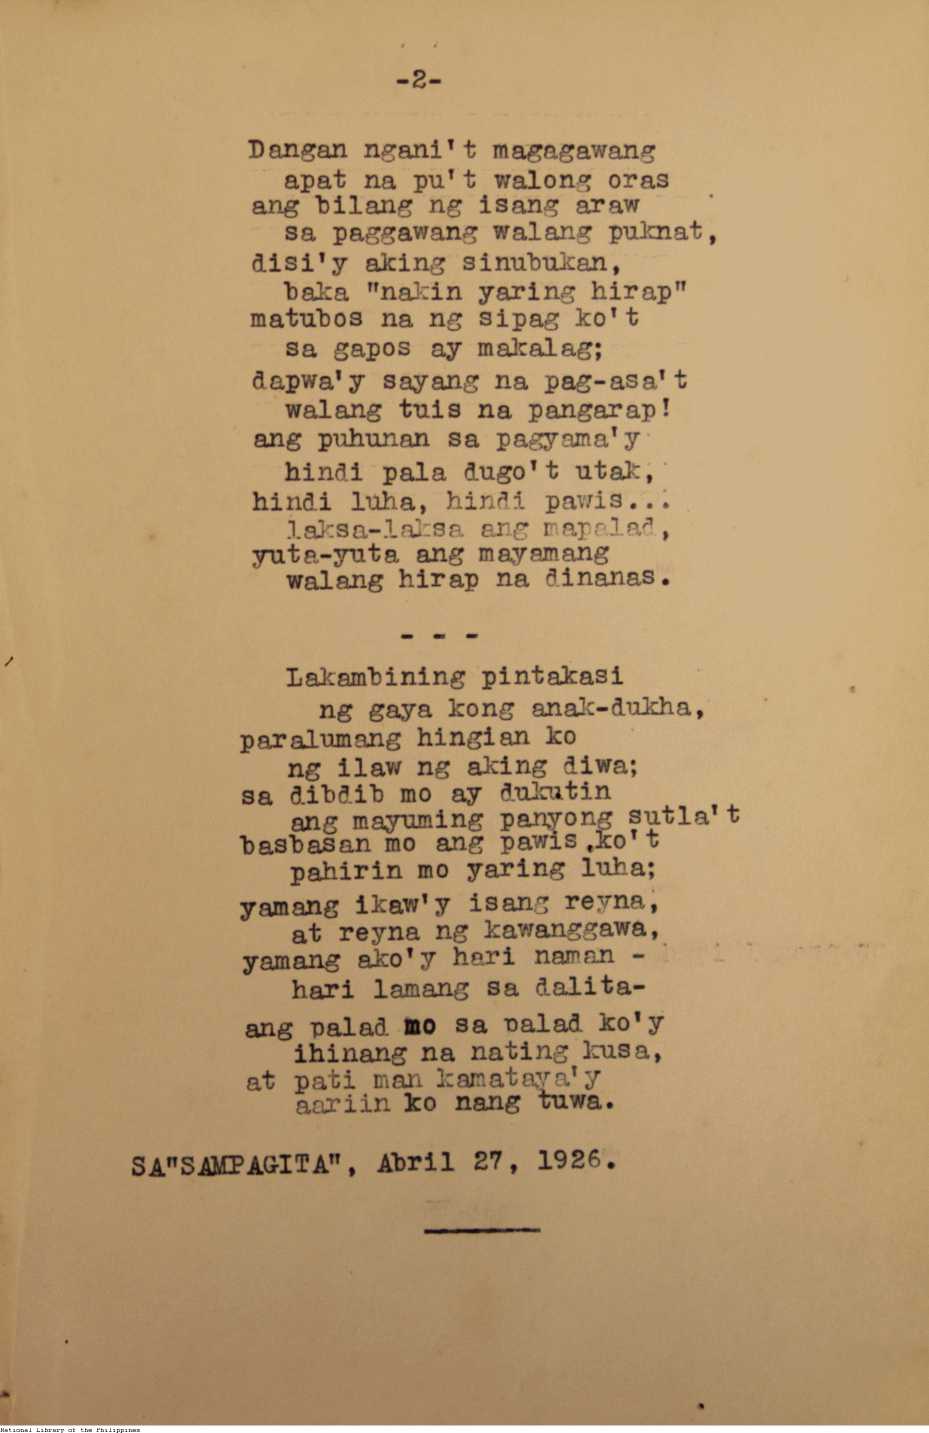 -2-
Dangan ngani't magagawang
apat na pu't walong oras
ang bilang ng isang araw
sa paggawang walang puknat,
disi'y aking sinubukan,
baka "nakin yaring hirap"
matubos na ng sipag ko't
sa gapos ay makalag;
dapwa'y sayang na pag-asa't
walang tuis na pangarap!
ang puhunan sa pagyama'y
hindi pala dugo't utak,
hindi luha, hindi pawis...
laksa-laksa ang mapalad,
yuta-yuta ang mayamang
walang hirap na dinanas.
- - -
Lakambining pintakasi
ng gaya kong anak-dukha,
paralumang hingian ko
ng ilaw ng aking diwa;
sa dibdib mo ay dukutin
ang mayuming panyong sutla't
basbasan mo ang pawis ,ko't
pahirin mo yaring luha;
yamang ikaw'y isang reyna,
at reyna ng kawanggawa,
yamang ako'y hari naman -
hari lamang sa dalita-
ang palad mo sa palad ko'y
ihinang na nating kusa,
at pati man kamataya'y
aariin ko nang tuwa.
SA"SAMPAGITA", Abril 27, 1926.
National Library of the Philippines